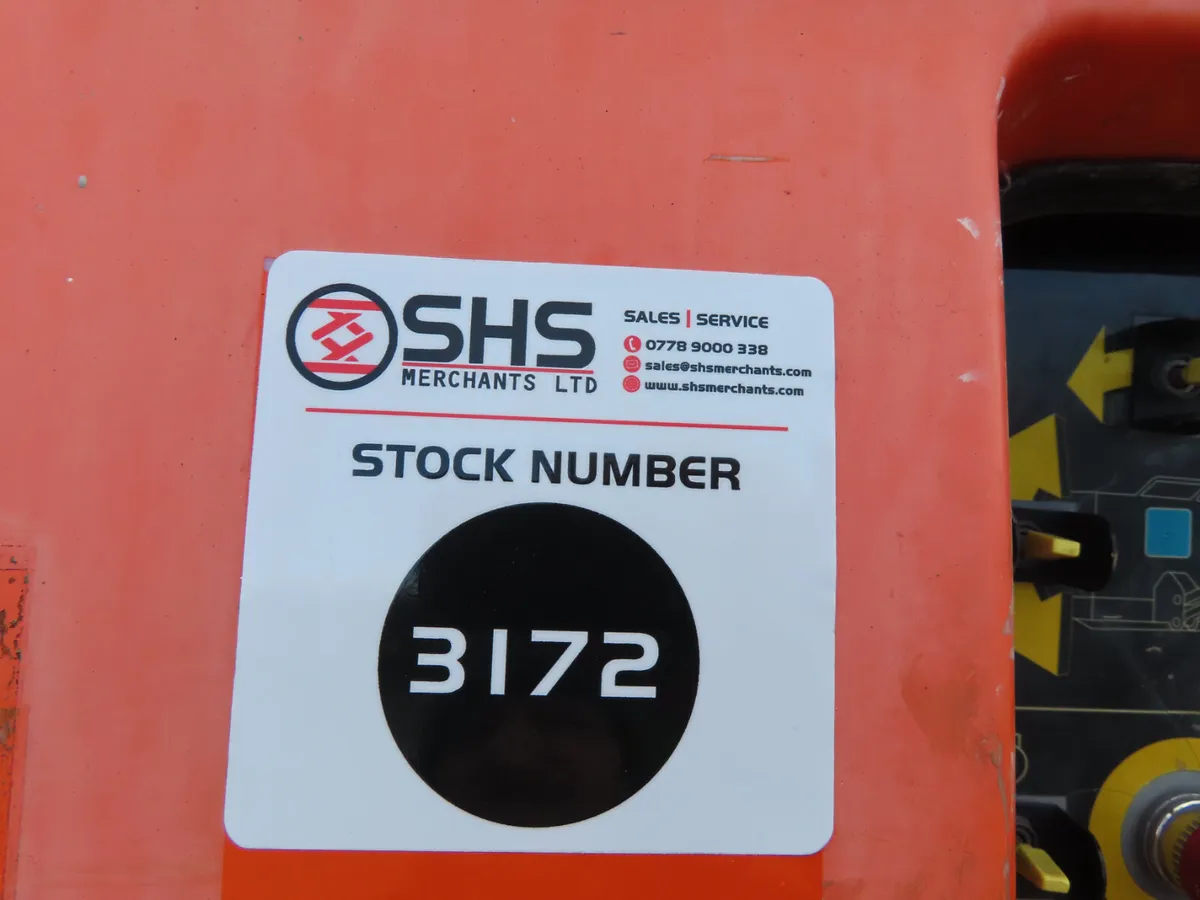 SHS
MERCHANTS LTD
SALES | SERVICE
0778 9000 338
sales@shsmerchants.com
www.shsmerchants.com
STOCK NUMBER
3172